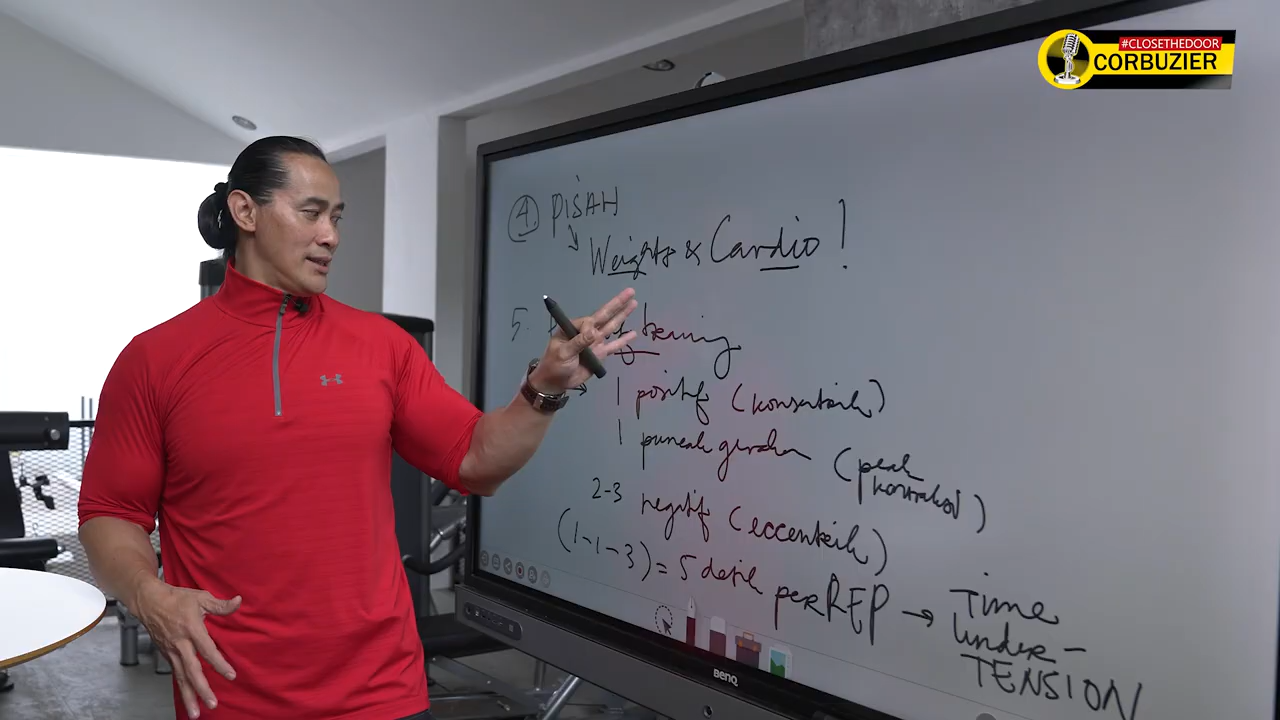 #CLOSETHEDOOR
CORBUZIER
4. PISAH
Weights & Cardio!
5.
1 positif (konsentrik)
1 puncak gerakan (peak kontraksi)
2-3 negatif (eccentrik)
(1-1-3) = 5 detik per REP → Time
under-
TENSION
BenQ